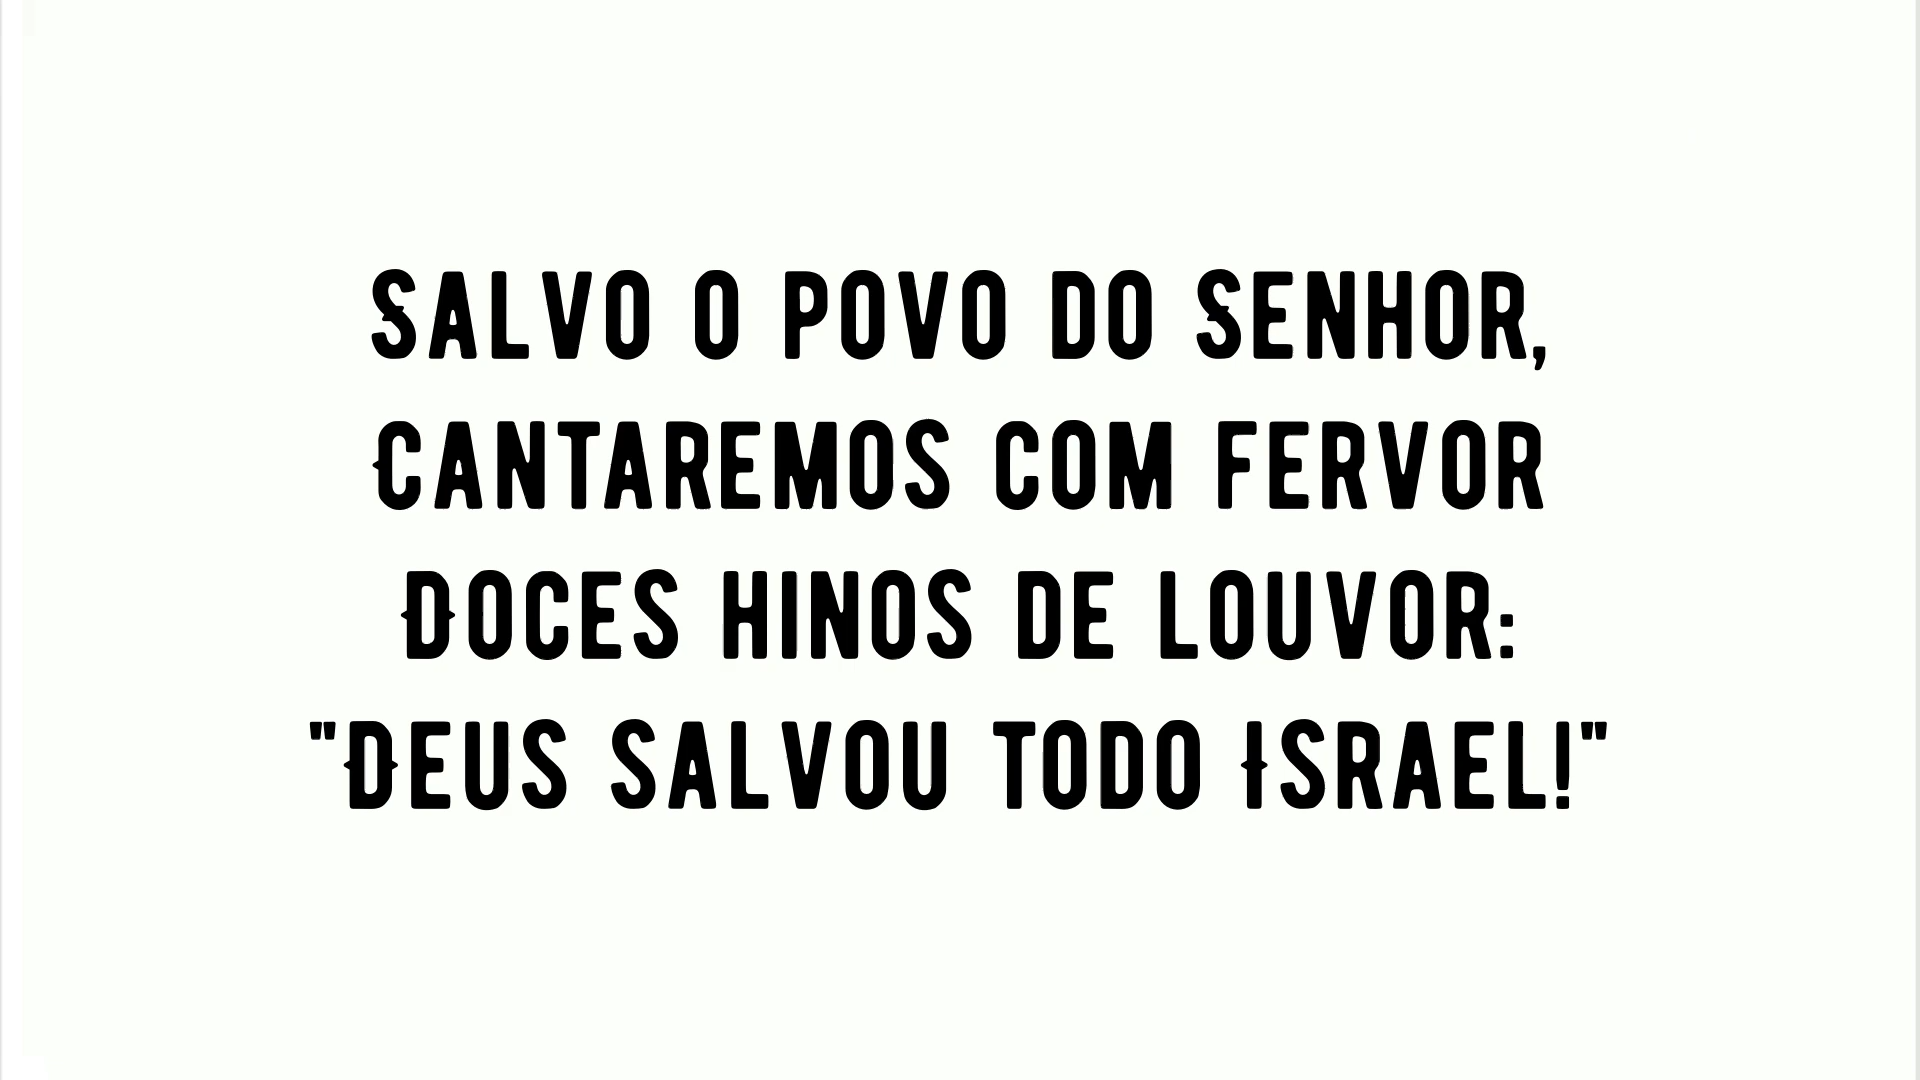 Salvo o povo do Senhor,
Cantaremos com fervor
Doces hinos de louvor:
"Deus salvou todo Israel!"